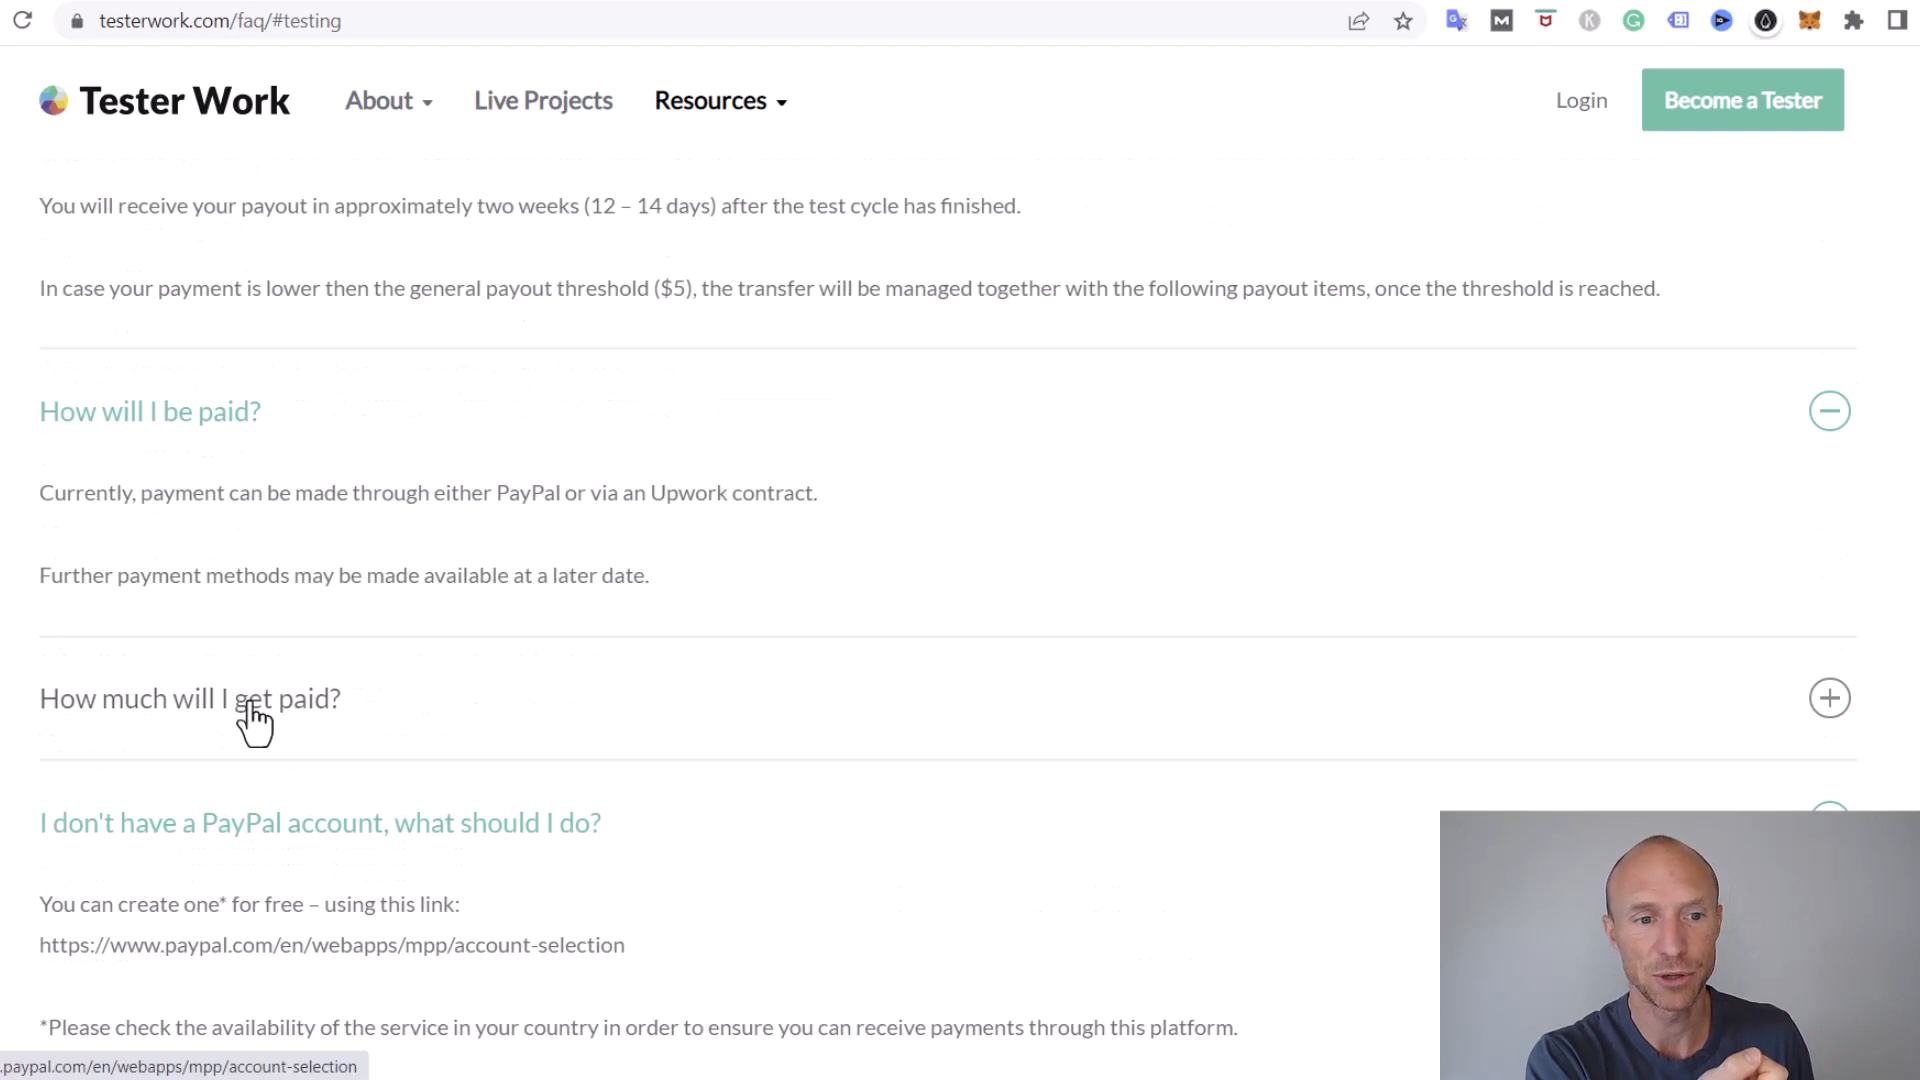 testerwork.com/faq/#testing
Tester Work
About
Live Projects
Resources
Login
Become a Tester
You will receive your payout in approximately two weeks (12 – 14 days) after the test cycle has finished.
In case your payment is lower then the general payout threshold ($5), the transfer will be managed together with the following payout items, once the threshold is reached.
How will I be paid?
Currently, payment can be made through either PayPal or via an Upwork contract.
Further payment methods may be made available at a later date.
How much will I get paid?
I don't have a PayPal account, what should I do?
You can create one* for free – using this link:
https://www.paypal.com/en/webapps/mpp/account-selection
*Please check the availability of the service in your country in order to ensure you can receive payments through this platform.
.paypal.com/en/webapps/mpp/account-selection